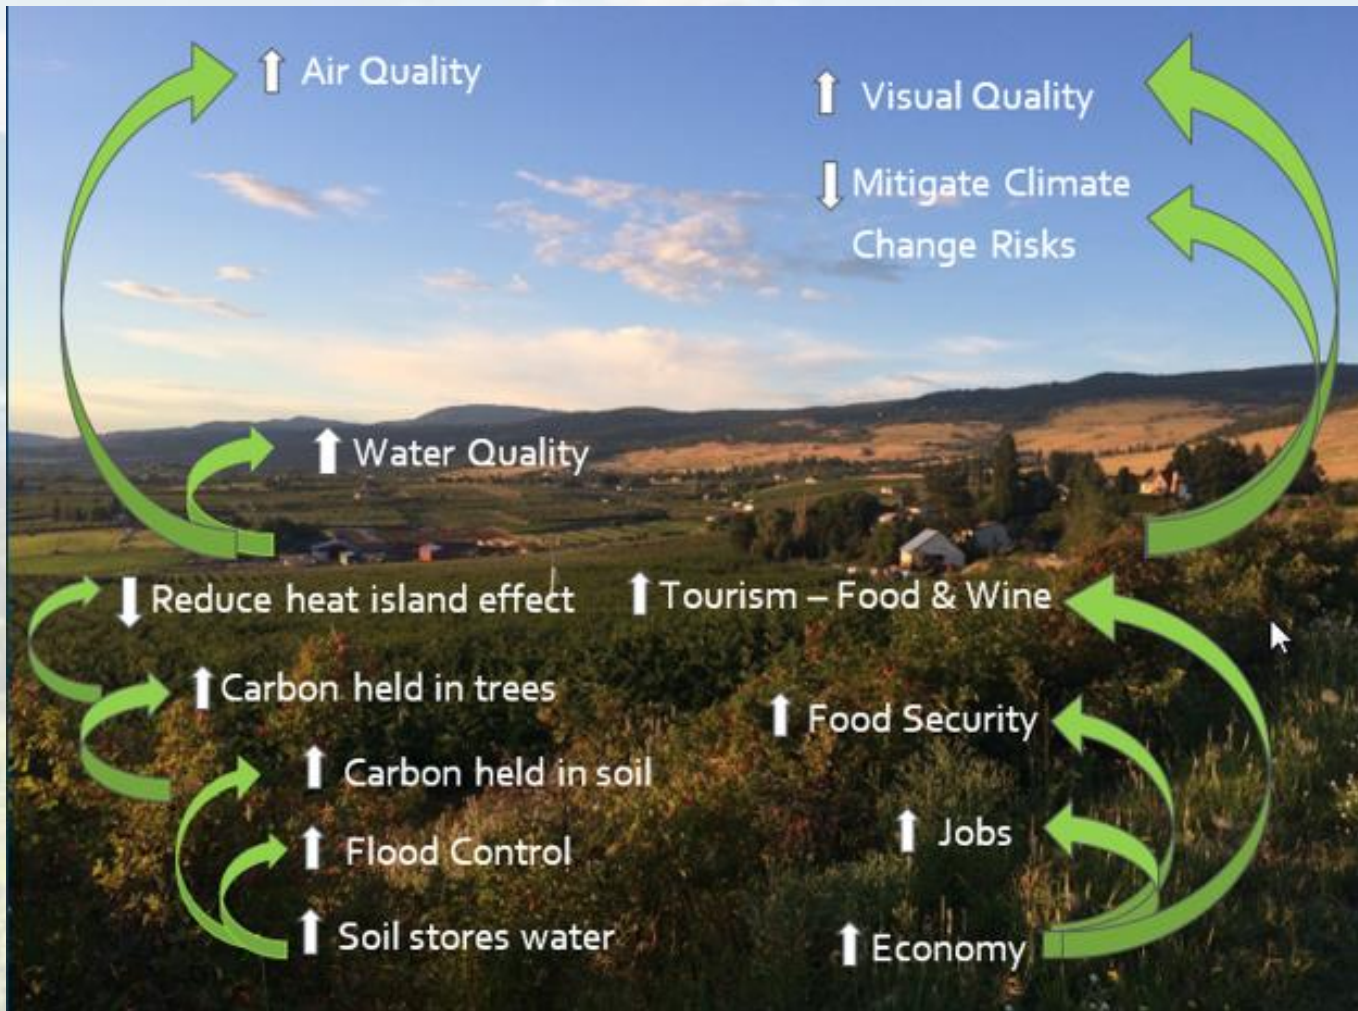 Air Quality
Visual Quality
Mitigate Climate
Change Risks
Water Quality
Reduce heat island effect
Tourism – Food & Wine
Carbon held in trees
Food Security
Carbon held in soil
Jobs
Flood Control
Soil stores water
Economy